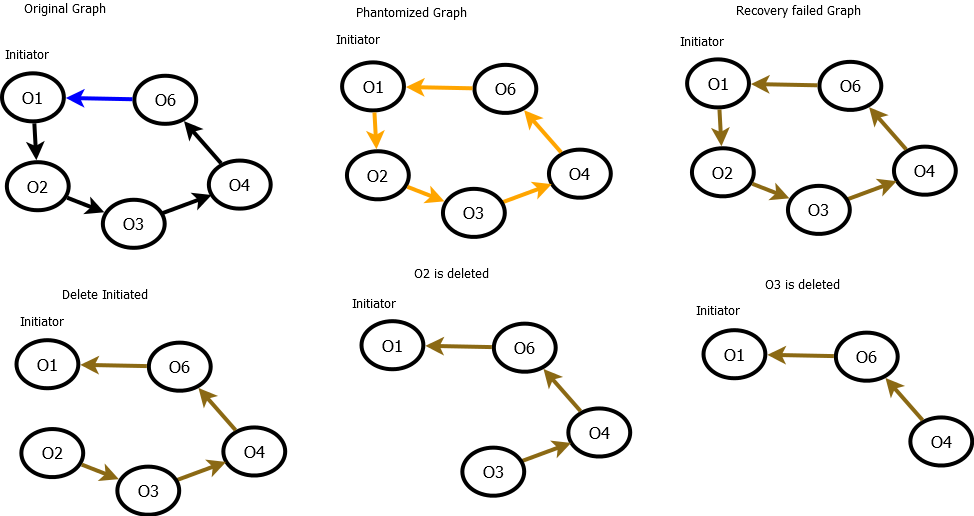 Original Graph
Initiator
O1
O6
O2
O4
O3
Phantomized Graph
Initiator
O1
O6
O2
O4
O3
Recovery failed Graph
Initiator
O1
O6
O2
O4
O3
Delete Initiated
Initiator
O1
O6
O2
O4
O3
O2 is deleted
Initiator
O1
O6
O4
O3
O3 is deleted
Initiator
O1
O6
O4